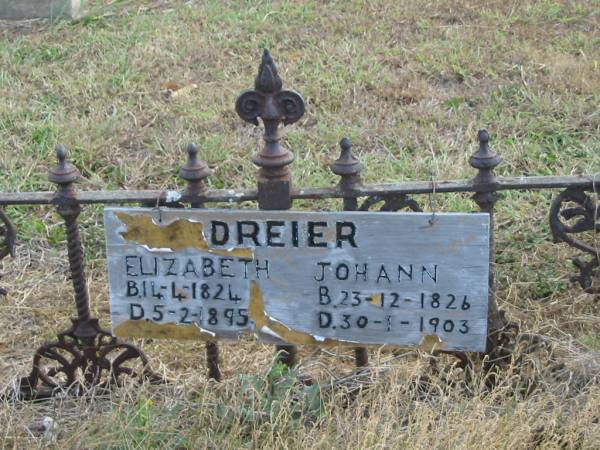 DREIER
ELIZABETH JOHANN
B.14-4-1824 B.23-12-1826
D.5-2-1895 D.30-1-1903